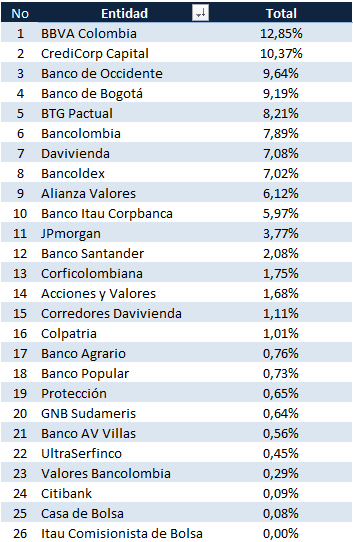 No Entidad Total
1 BBVA Colombia 12,85%
2 CrediCorp Capital 10,37%
3 Banco de Occidente 9,64%
4 Banco de Bogotá 9,19%
5 BTG Pactual 8,21%
6 Bancolombia 7,89%
7 Davivienda 7,08%
8 Bancoldex 7,02%
9 Alianza Valores 6,12%
10 Banco Itau Corpbanca 5,97%
11 JPmorgan 3,77%
12 Banco Santander 2,08%
13 Corficolombiana 1,75%
14 Acciones y Valores 1,68%
15 Corredores Davivienda 1,11%
16 Colpatria 1,01%
17 Banco Agrario 0,76%
18 Banco Popular 0,73%
19 Protección 0,65%
20 GNB Sudameris 0,64%
21 Banco AV Villas 0,56%
22 UltraSerfinco 0,45%
23 Valores Bancolombia 0,29%
24 Citibank 0,09%
25 Casa de Bolsa 0,08%
26 Itau Comisionista de Bolsa 0,00%